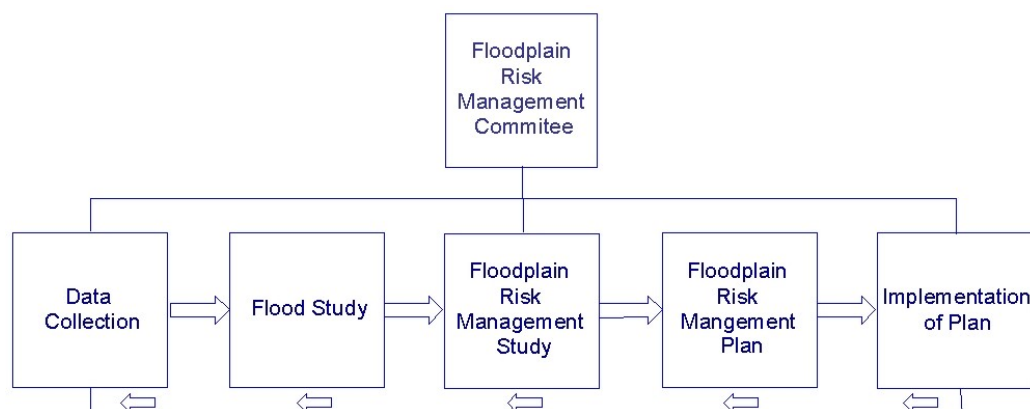 Floodplain
Risk
Management
Commitee
Data
Collection
Flood Study
Floodplain
Risk
Management
Study
Floodplain
Risk
Mangement
Plan
Implementation
of Plan